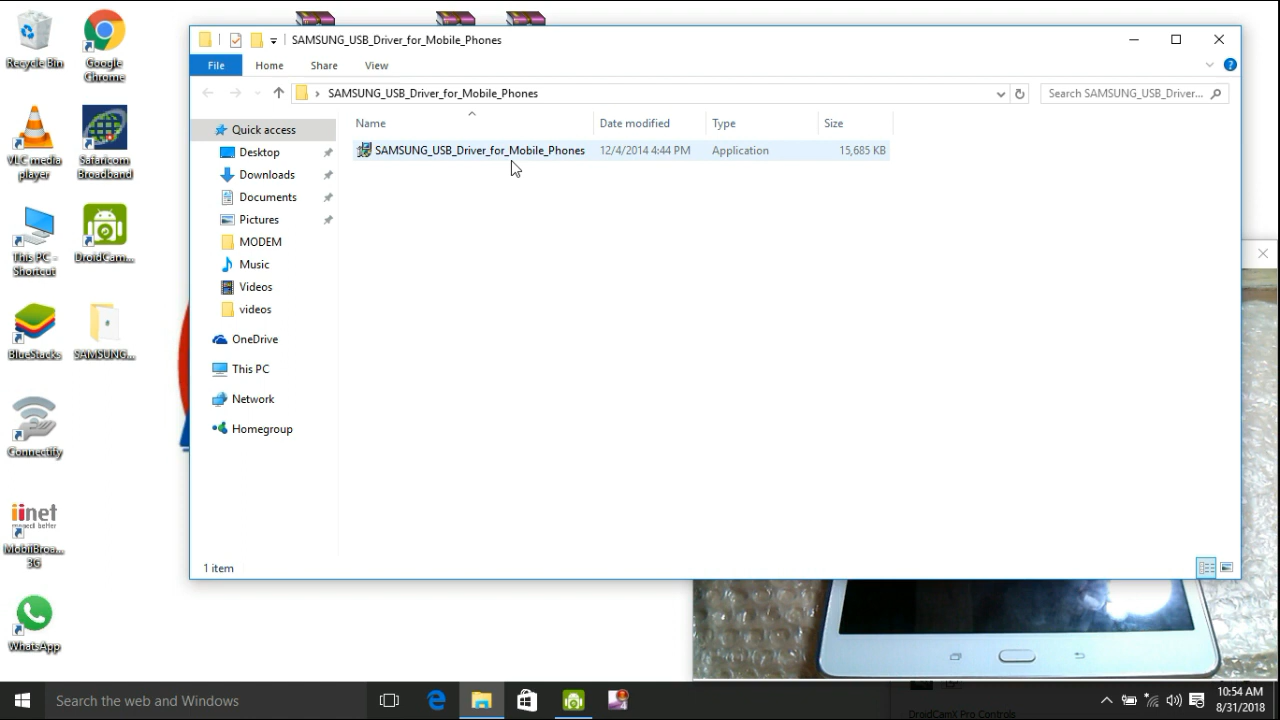 SAMSUNG_USB_Driver_for_Mobile_Phones
File Home Share View
SAMSUNG_USB_Driver_for_Mobile_Phones
Search SAMSUNG_USB_Driver...
Name Date modified Type Size
SAMSUNG_USB_Driver_for_Mobile_Phones 12/4/2014 4:44 PM Application 15,685 KB
Quick access
Desktop
Downloads
Documents
Pictures
MODEM
Music
Videos
videos
OneDrive
This PC
Network
Homegroup
1 item
Recycle Bin
Google
Chrome
VLC media
player
Safaricom
Broadband
This PC -
Shortcut
DroidCam...
BlueStacks
SAMSUNG...
Connectify
iinet
MobilBroa...
3G
WhatsApp
DroidCamX Pro Controls
Search the web and Windows
10:54 AM
8/31/2018